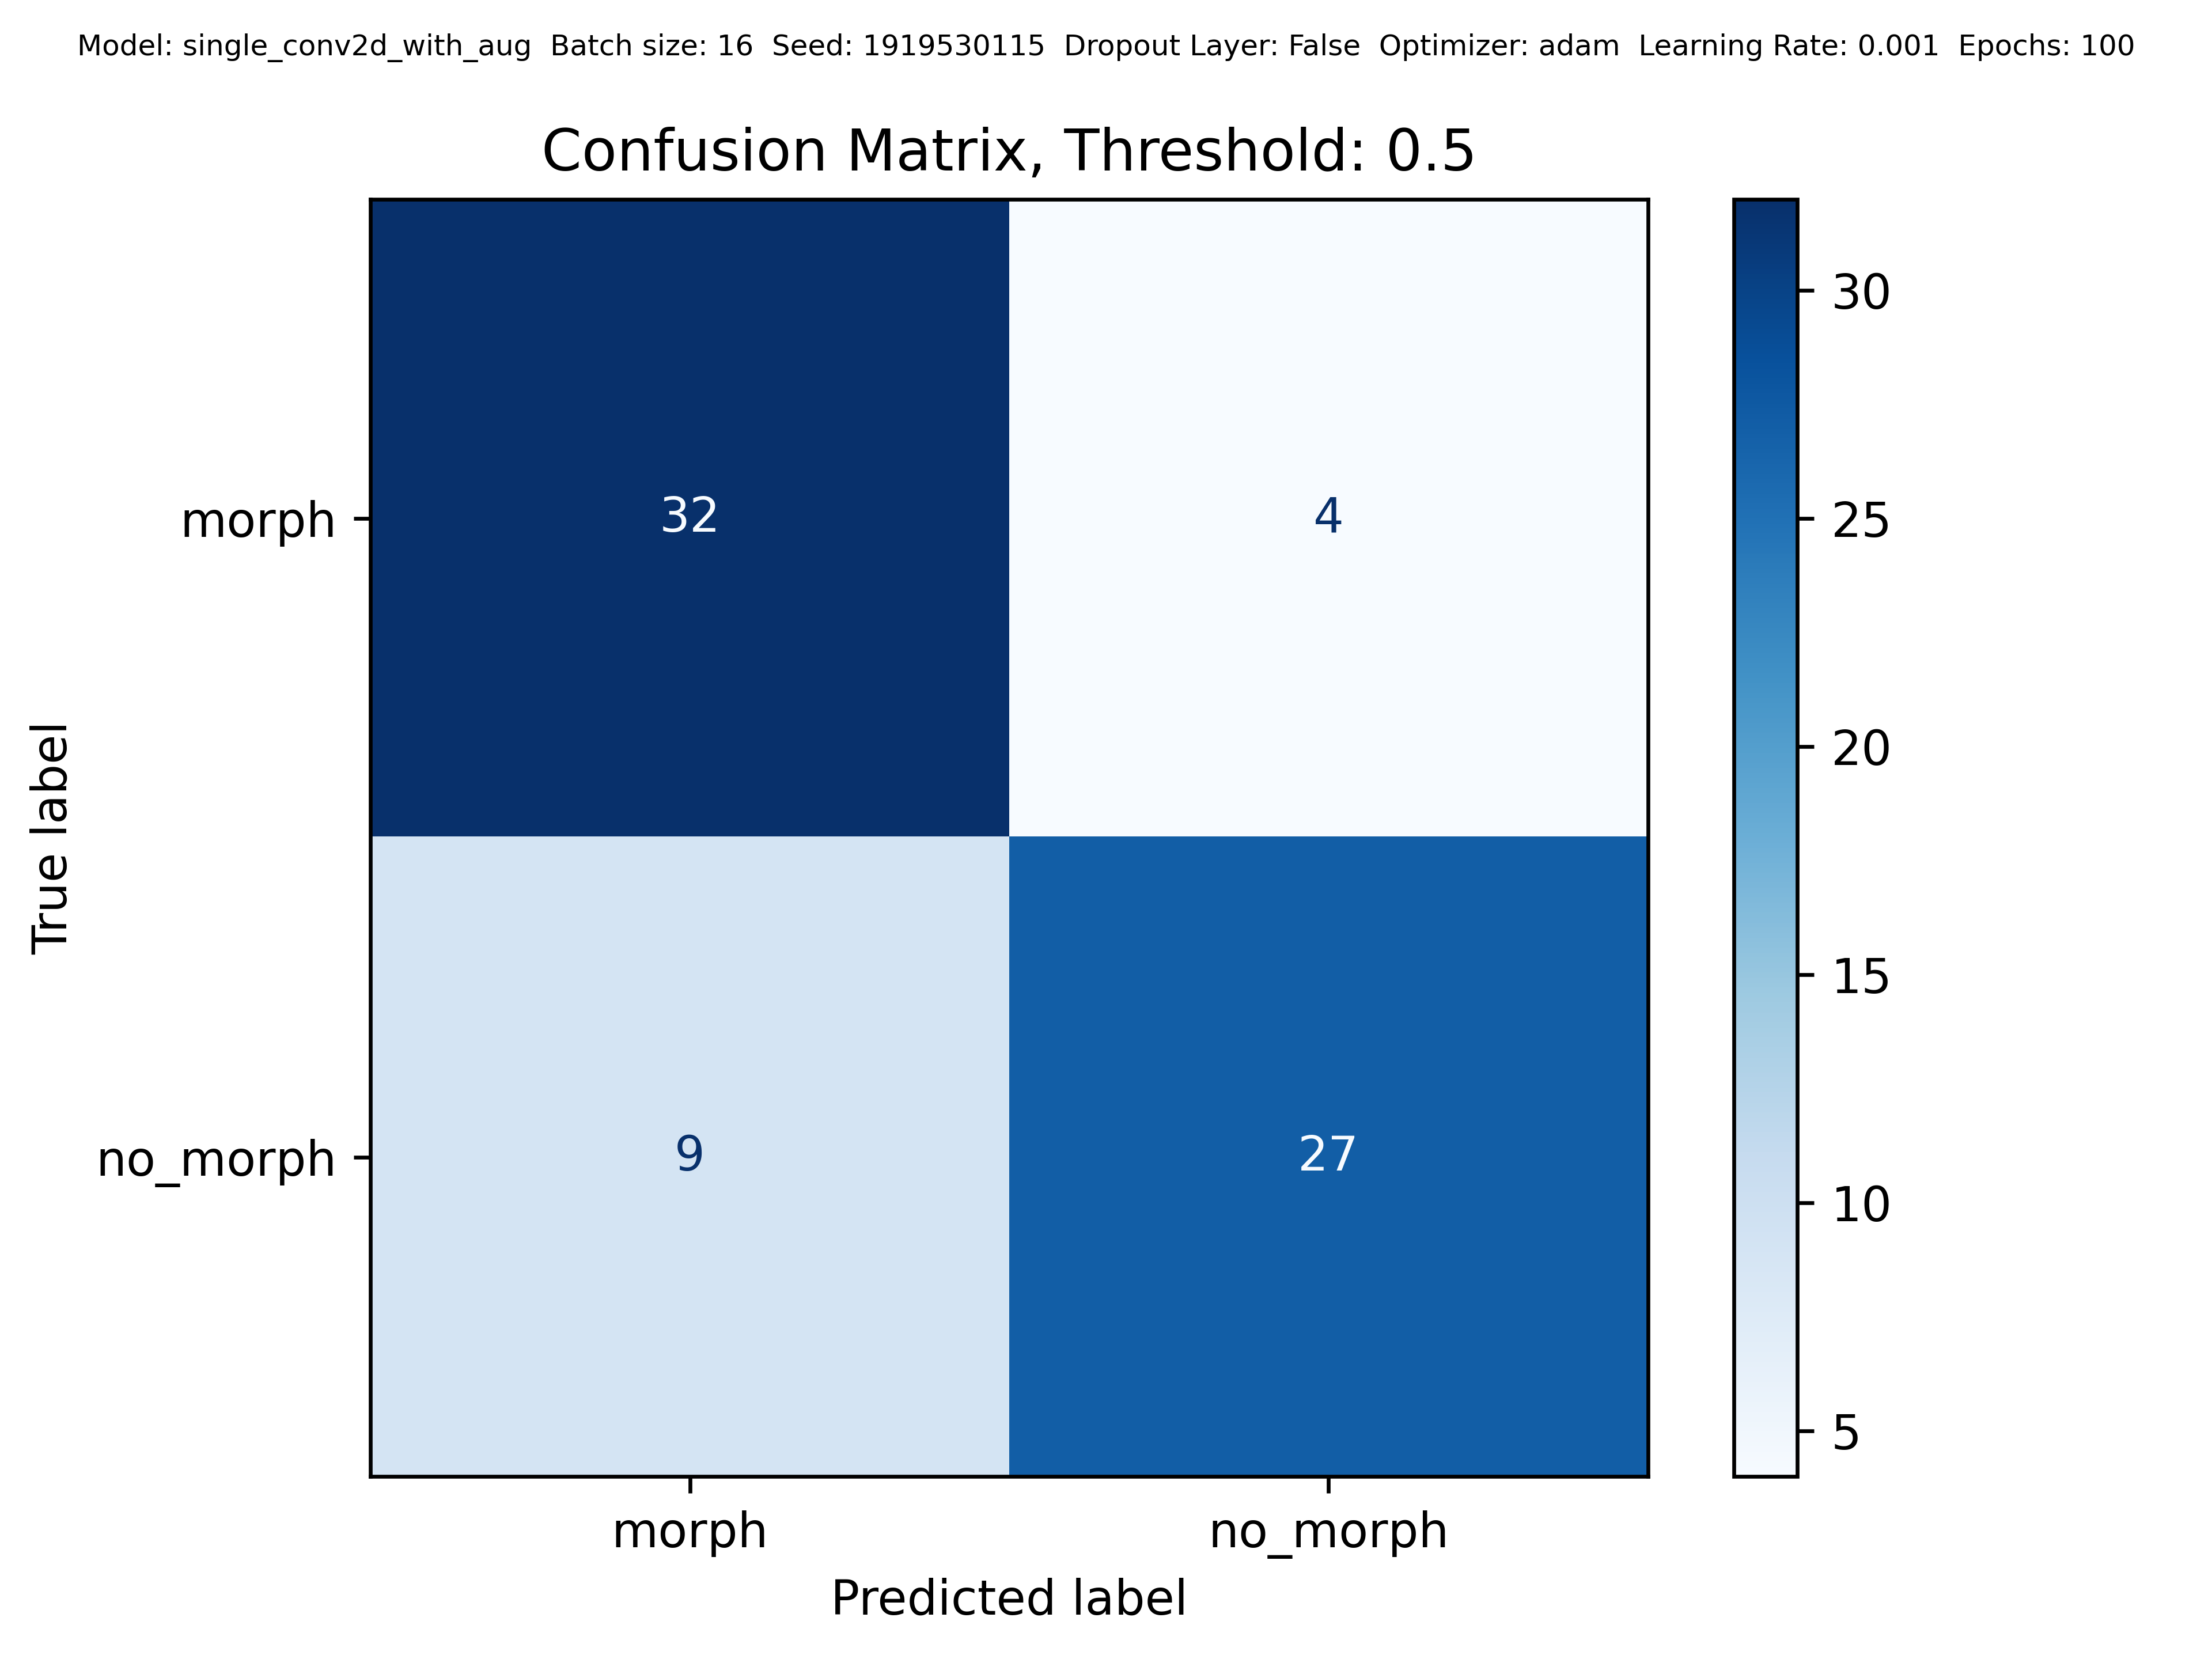 Model: single_conv2d_with_aug  Batch size: 16  Seed: 1919530115  Dropout Layer: False  Optimizer: adam  Learning Rate: 0.001  Epochs: 100
Confusion Matrix, Threshold: 0.5
True label
morph
32
4
no_morph
9
27
morph
no_morph
Predicted label
30
25
20
15
10
5